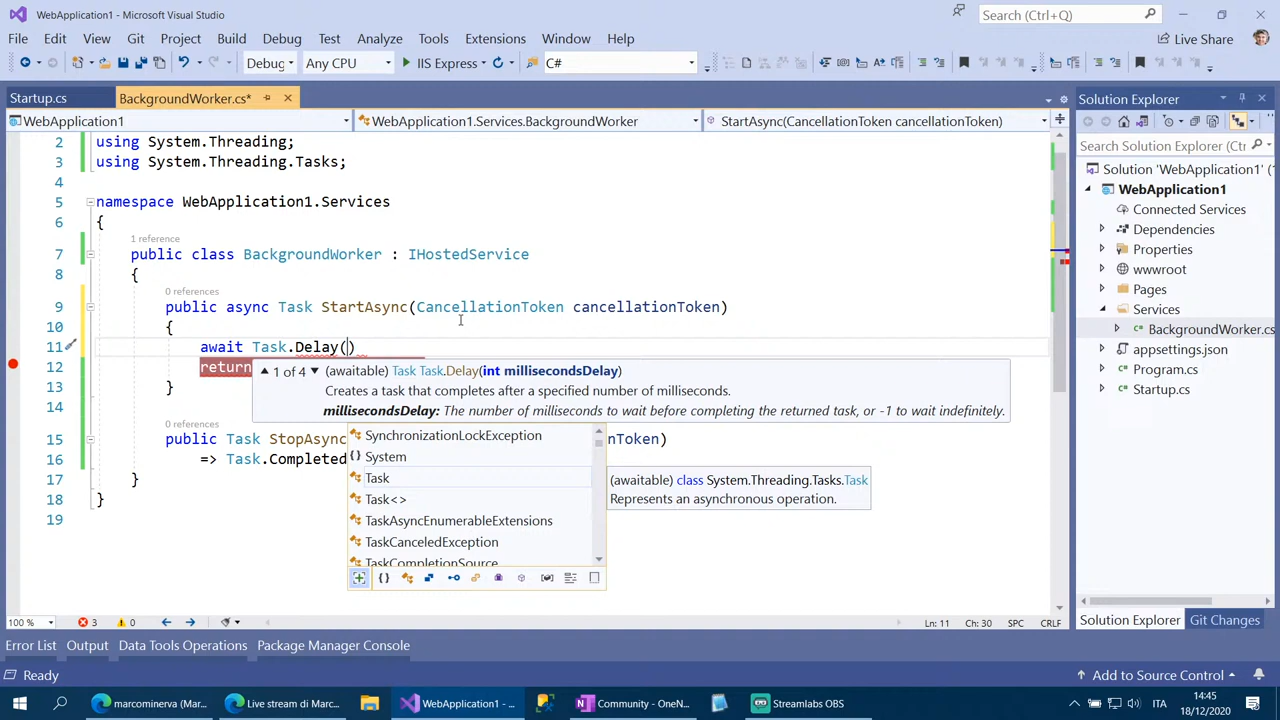 WebApplication1 - Microsoft Visual Studio
Search (Ctrl+Q)
File Edit View Git Project Build Debug Test Analyze Tools Extensions Window Help
Live Share
Debug Any CPU IIS Express C#
Startup.cs BackgroundWorker.cs*
WebApplication1 WebApplication1.Services.BackgroundWorker StartAsync(CancellationToken cancellationToken)
2 using System.Threading;
3 using System.Threading.Tasks;
4
5 namespace WebApplication1.Services
6 {
1 reference
7 public class BackgroundWorker : IHostedService
8 {
0 references
9 public async Task StartAsync(CancellationToken cancellationToken)
10 {
11 await Task.Delay()
12 return
13 }
14
0 references
15 public Task StopAsync Token)
16 => Task.Completed
17 }
18 }
19
1 of 4 (awaitable) Task Task.Delay(int millisecondsDelay)
Creates a task that completes after a specified number of milliseconds.
millisecondsDelay: The number of milliseconds to wait before completing the returned task, or -1 to wait indefinitely.
SynchronizationLockException
{ } System
Task
Task<>
TaskAsyncEnumerableExtensions
TaskCanceledException
TaskCompletionSource
(awaitable) class System.Threading.Tasks.Task
Represents an asynchronous operation.
Solution Explorer
Search Solution Explorer (Ctrl+
Solution 'WebApplication1' (1
WebApplication1
Connected Services
Dependencies
Properties
wwwroot
Pages
Services
BackgroundWorker.cs
appsettings.json
Program.cs
Startup.cs
100 % 3 0 Ln: 11 Ch: 30 SPC CRLF
Solution Explorer Git Changes
Error List Output Data Tools Operations Package Manager Console
Ready
Add to Source Control
marcominerva (Marc... Live stream di Marc... WebApplication1 - ... Community - OneN... Streamlabs OBS
ITA
14:45
18/12/2020